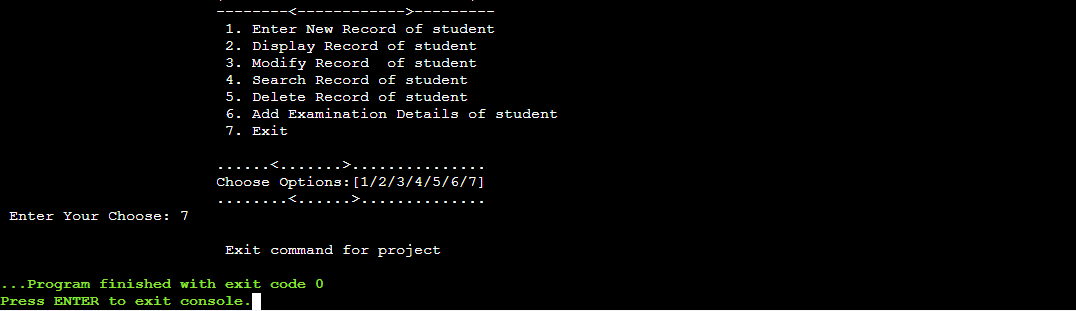 --------<------------>---------
1. Enter New Record of student
2. Display Record of student
3. Modify Record  of student
4. Search Record of student
5. Delete Record of student
6. Add Examination Details of student
7. Exit
......<.......>...............
Choose Options:[1/2/3/4/5/6/7]
........<......>..............
Enter Your Choose: 7
Exit command for project
...Program finished with exit code 0
Press ENTER to exit console.